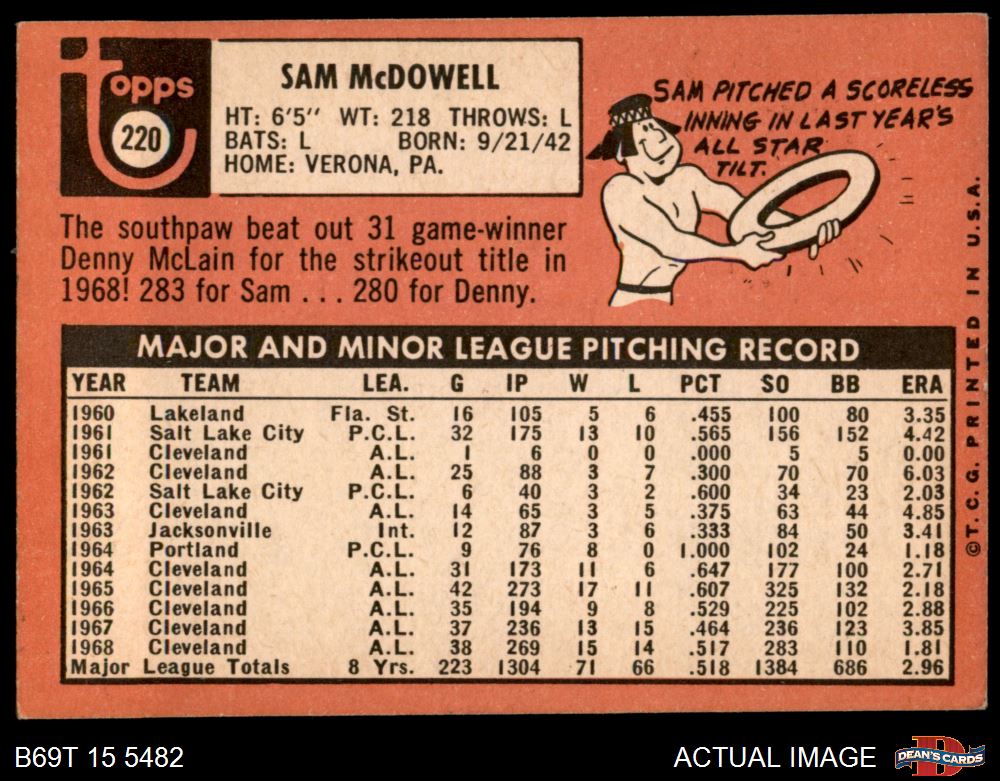 topps
220
SAM McDOWELL
HT: 6'5" WT: 218 THROWS: L
BATS: L BORN: 9/21/42
HOME: VERONA, PA.
SAM PITCHED A SCORELESS
INNING IN LAST YEAR'S
ALL STAR
TILT.
The southpaw beat out 31 game-winner
Denny McLain for the strikeout title in
1968! 283 for Sam . . . 280 for Denny.
MAJOR AND MINOR LEAGUE PITCHING RECORD
YEAR TEAM LEA. G IP W L PCT SO BB ERA
1960 Lakeland Fla. St. 16 105 5 6 .455 100 80 3.35
1961 Salt Lake City P.C.L. 32 175 13 10 .565 156 152 4.42
1961 Cleveland A.L. 1 6 0 0 .000 5 5 0.00
1962 Cleveland A.L. 25 88 3 7 .300 70 70 6.03
1962 Salt Lake City P.C.L. 6 40 3 2 .600 34 23 2.03
1963 Cleveland A.L. 14 65 3 5 .375 63 44 4.85
1963 Jacksonville Int. 12 87 3 6 .333 84 50 3.41
1964 Portland P.C.L. 9 76 8 0 1.000 102 24 1.18
1964 Cleveland A.L. 31 173 11 6 .647 177 100 2.71
1965 Cleveland A.L. 42 273 17 11 .607 325 132 2.18
1966 Cleveland A.L. 35 194 9 8 .529 225 102 2.88
1967 Cleveland A.L. 37 236 13 15 .464 236 123 3.85
1968 Cleveland A.L. 38 269 15 14 .517 283 110 1.81
Major League Totals 8 Yrs. 223 1304 71 66 .518 1384 686 2.96
©T. C. G. PRINTED IN U.S.A.
B69T 15 5482
ACTUAL IMAGE
DEAN'S CARDS